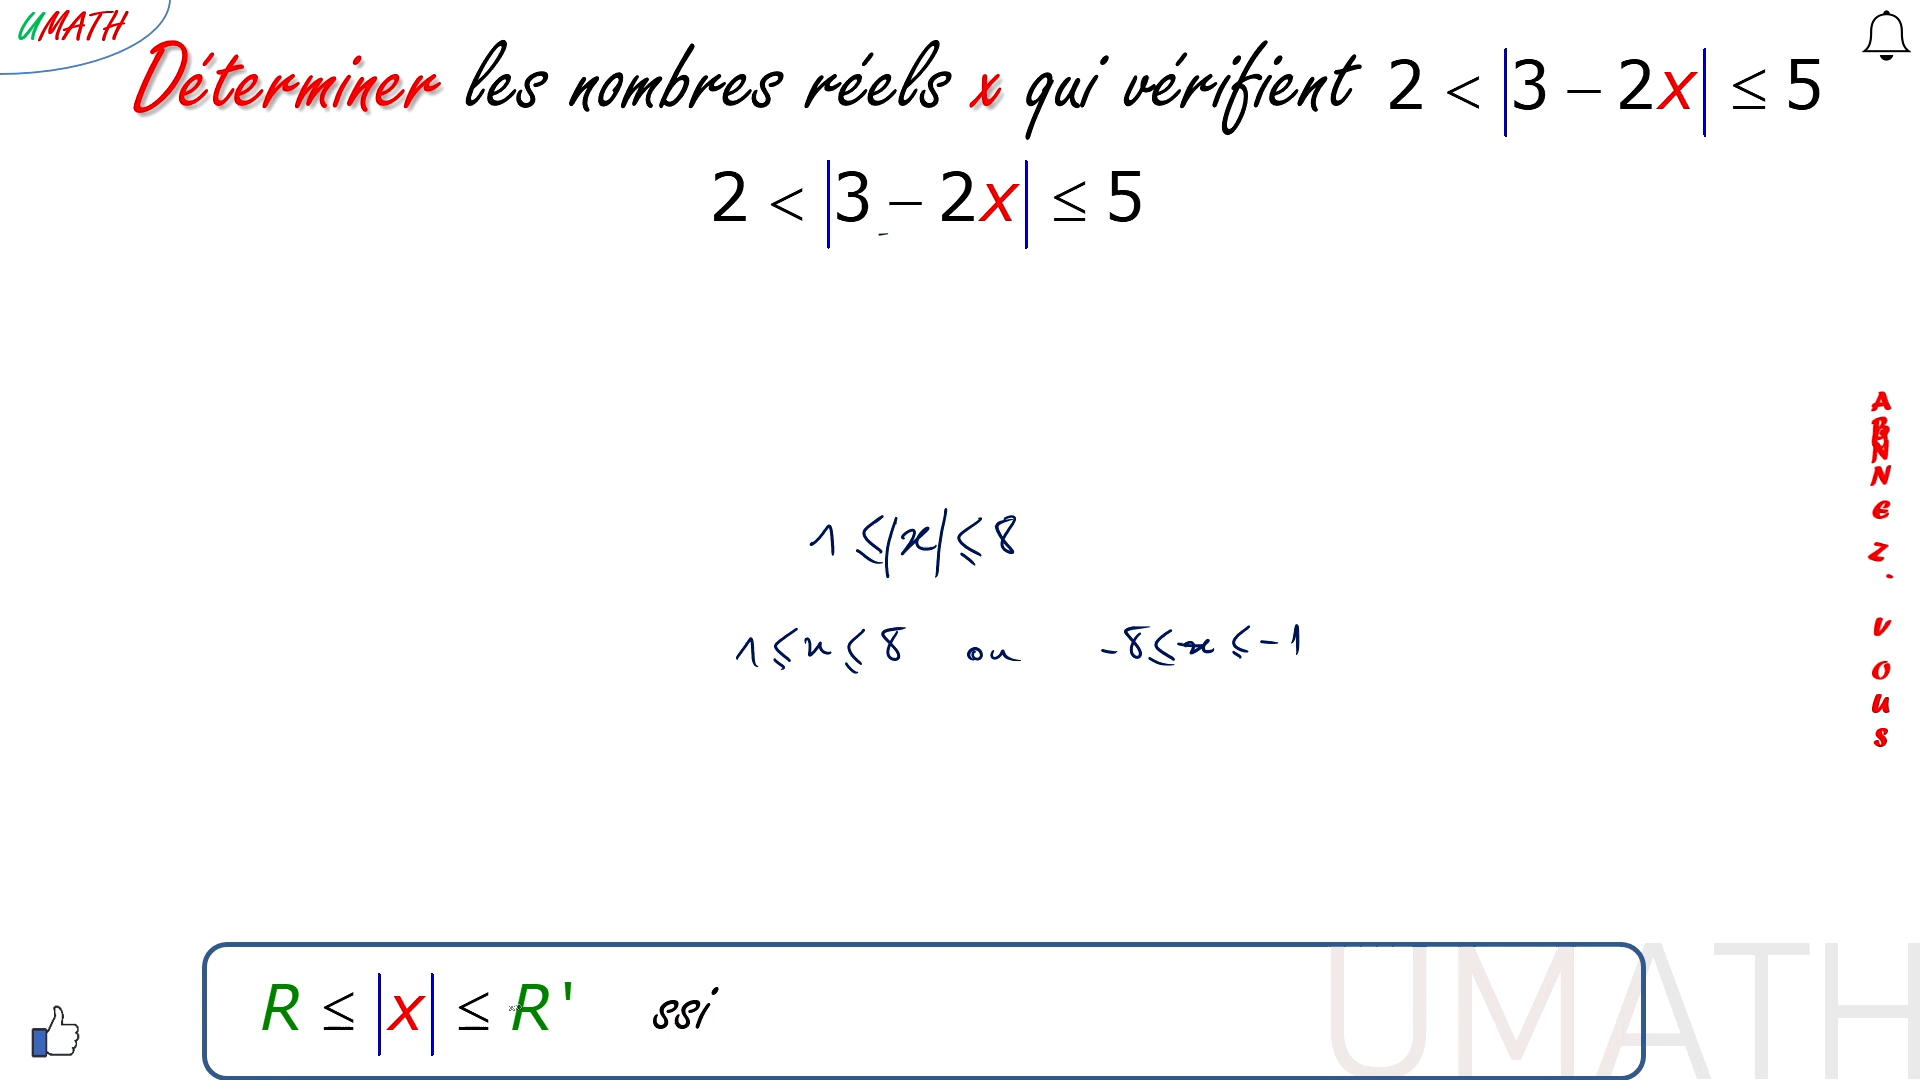 UMATH
Déterminer les nombres réels x qui vérifient 2 < |3 − 2x| ≤ 5
2 < |3 − 2x| ≤ 5
1 ≤ |x| ≤ 8
1 ≤ x ≤ 8 ou -8 ≤ x ≤ -1
ABONNEZ-VOUS
R ≤ |x| ≤ R' ssi
UMATH